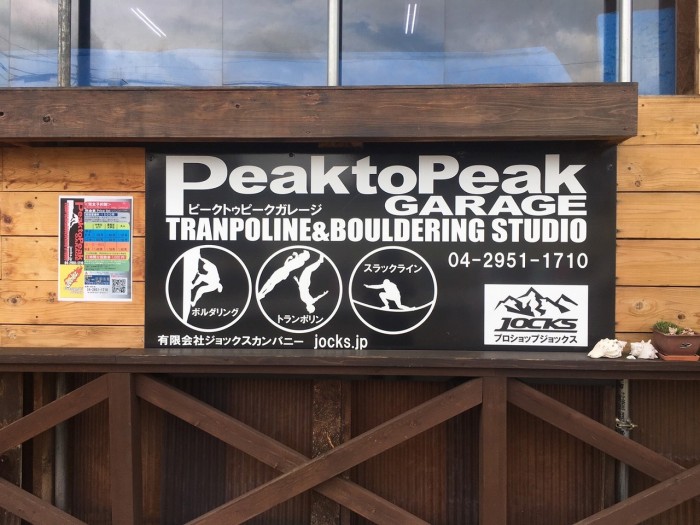 PeaktoPeak
ピークトゥピークガレージ
GARAGE
TRANPOLINE&BOULDERING STUDIO
04-2951-1710
ボルダリング
トランポリン
スラックライン
JOCKS
プロショップジョックス
有限会社ジョックスカンパニー jocks.jp
PeaktoPeak